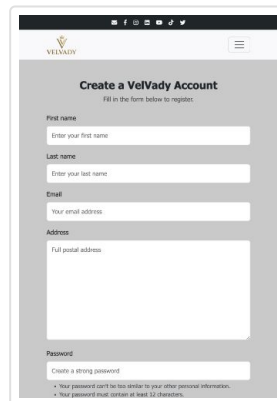 VELVADY
Create a VelVady Account
Fill in the form below to register.
First name
Enter your first name
Last name
Enter your last name
Email
Your email address
Address
Full postal address
Password
Create a strong password
• Your password can't be too similar to your other personal information.
• Your password must contain at least 12 characters.